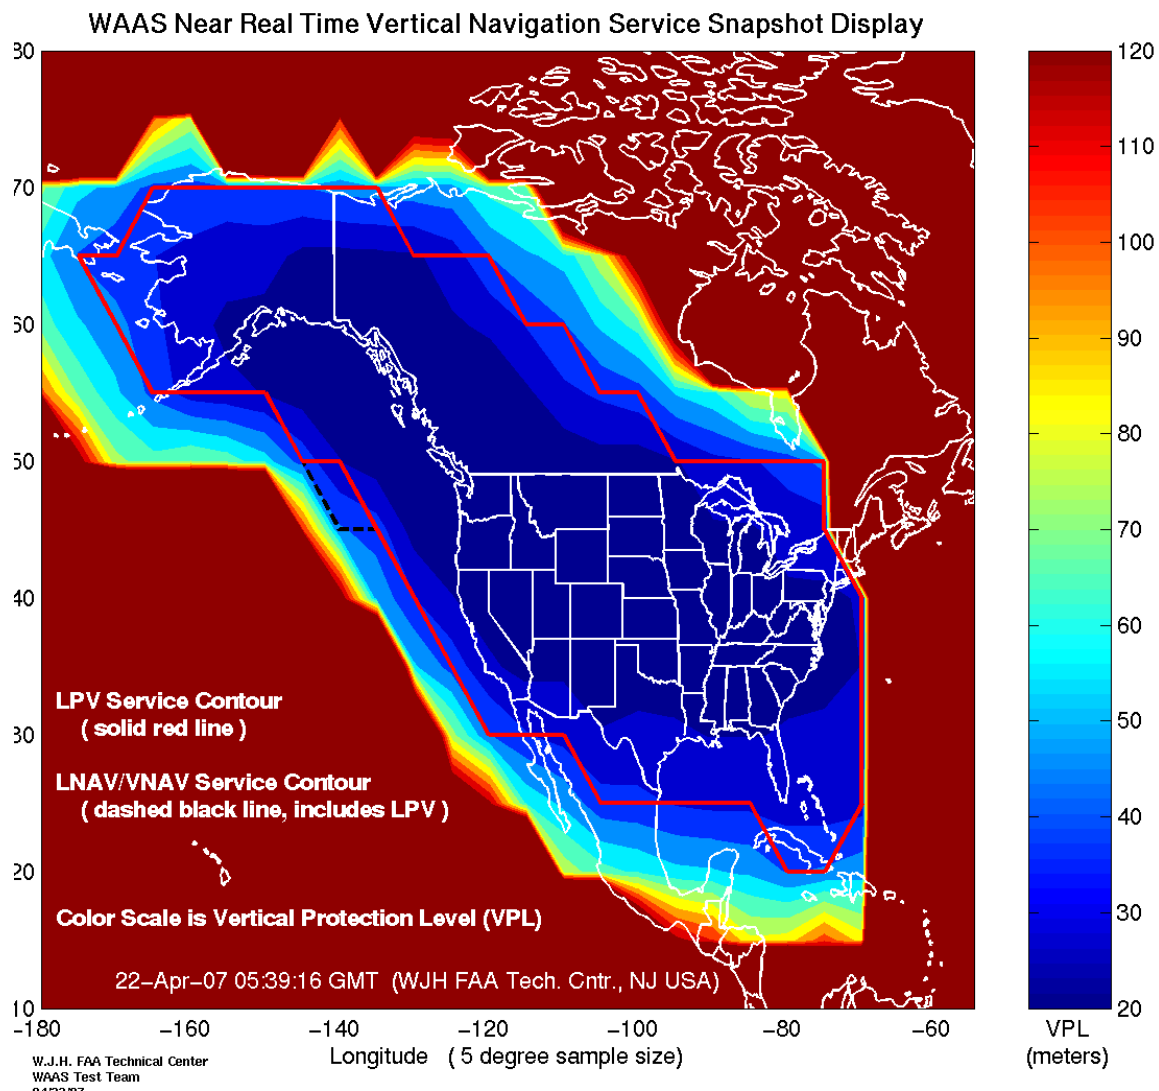 WAAS Near Real Time Vertical Navigation Service Snapshot Display
80
70
60
50
40
30
20
10
−180
−160
−140
−120
−100
−80
−60
LPV Service Contour
( solid red line )
LNAV/VNAV Service Contour
( dashed black line, includes LPV )
Color Scale is Vertical Protection Level (VPL)
22−Apr−07 05:39:16 GMT (WJH FAA Tech. Cntr., NJ USA)
Longitude ( 5 degree sample size)
120
110
100
90
80
70
60
50
40
30
20
VPL
(meters)
W.J.H. FAA Technical Center
WAAS Test Team